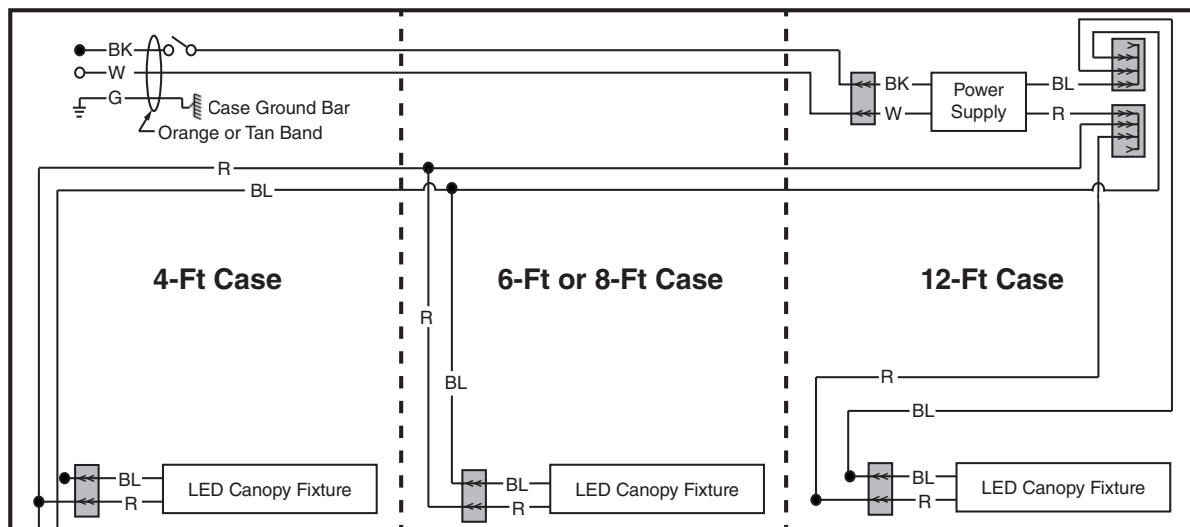 BK
W
G
Case Ground Bar
Orange or Tan Band
BK
W
Power
Supply
BL
R
R
BL
4-Ft Case
6-Ft or 8-Ft Case
12-Ft Case
R
BL
R
BL
BL
R
LED Canopy Fixture
BL
R
LED Canopy Fixture
BL
R
LED Canopy Fixture